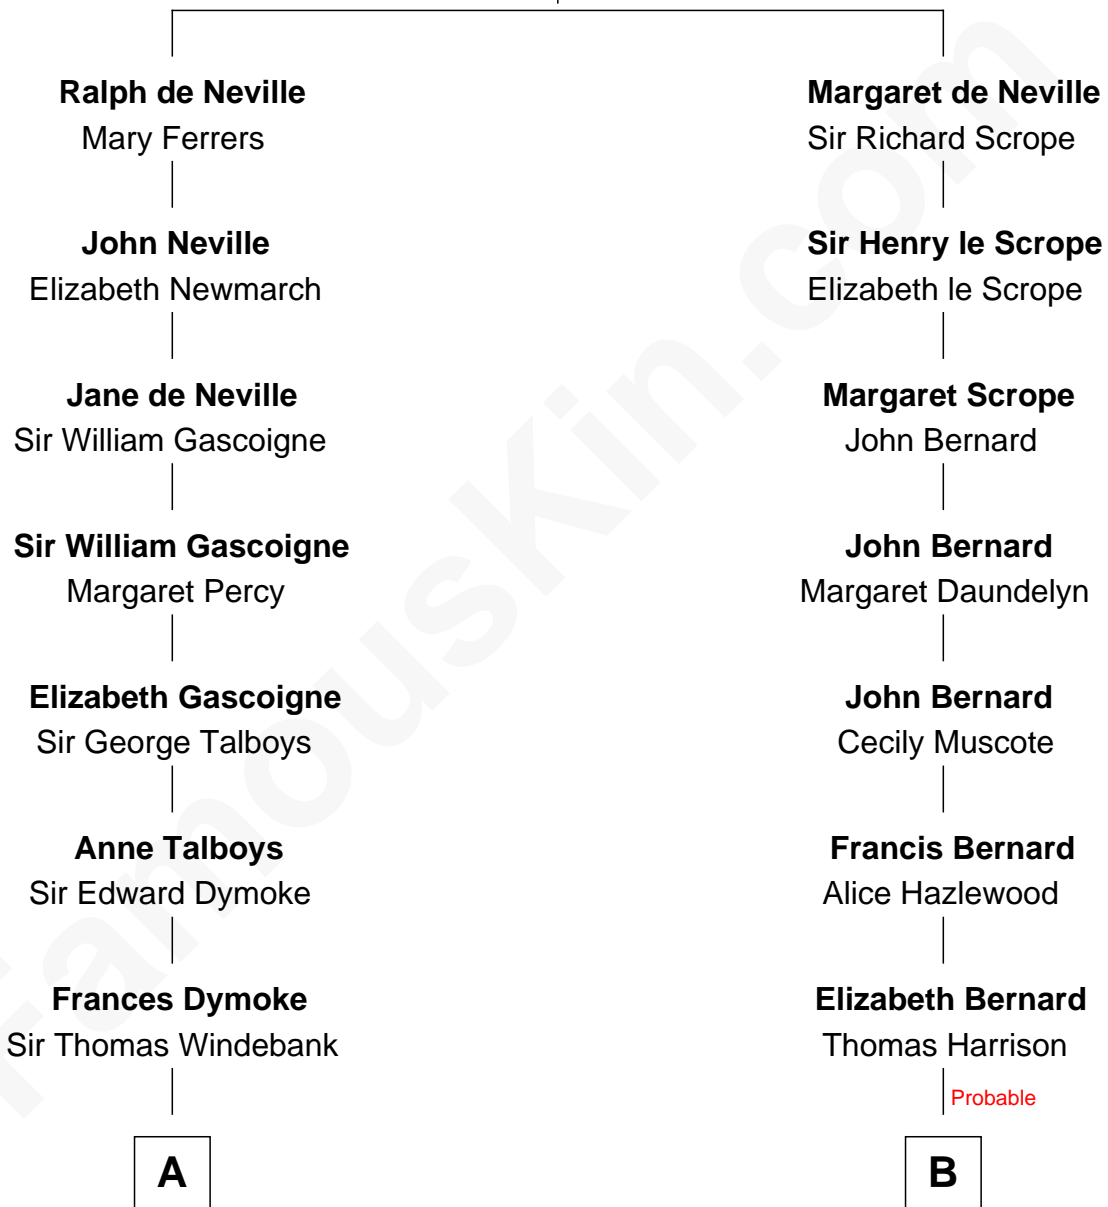 Ralph de Neville
Mary Ferrers
John Neville
Elizabeth Newmarch
Jane de Neville
Sir William Gascoigne
Sir William Gascoigne
Margaret Percy
Elizabeth Gascoigne
Sir George Talboys
Anne Talboys
Sir Edward Dymoke
Frances Dymoke
Sir Thomas Windebank
A
Margaret de Neville
Sir Richard Scrope
Sir Henry le Scrope
Elizabeth le Scrope
Margaret Scrope
John Bernard
John Bernard
Margaret Daundelyn
John Bernard
Cecily Muscote
Francis Bernard
Alice Hazlewood
Elizabeth Bernard
Thomas Harrison
Probable
B
FamousKin.com